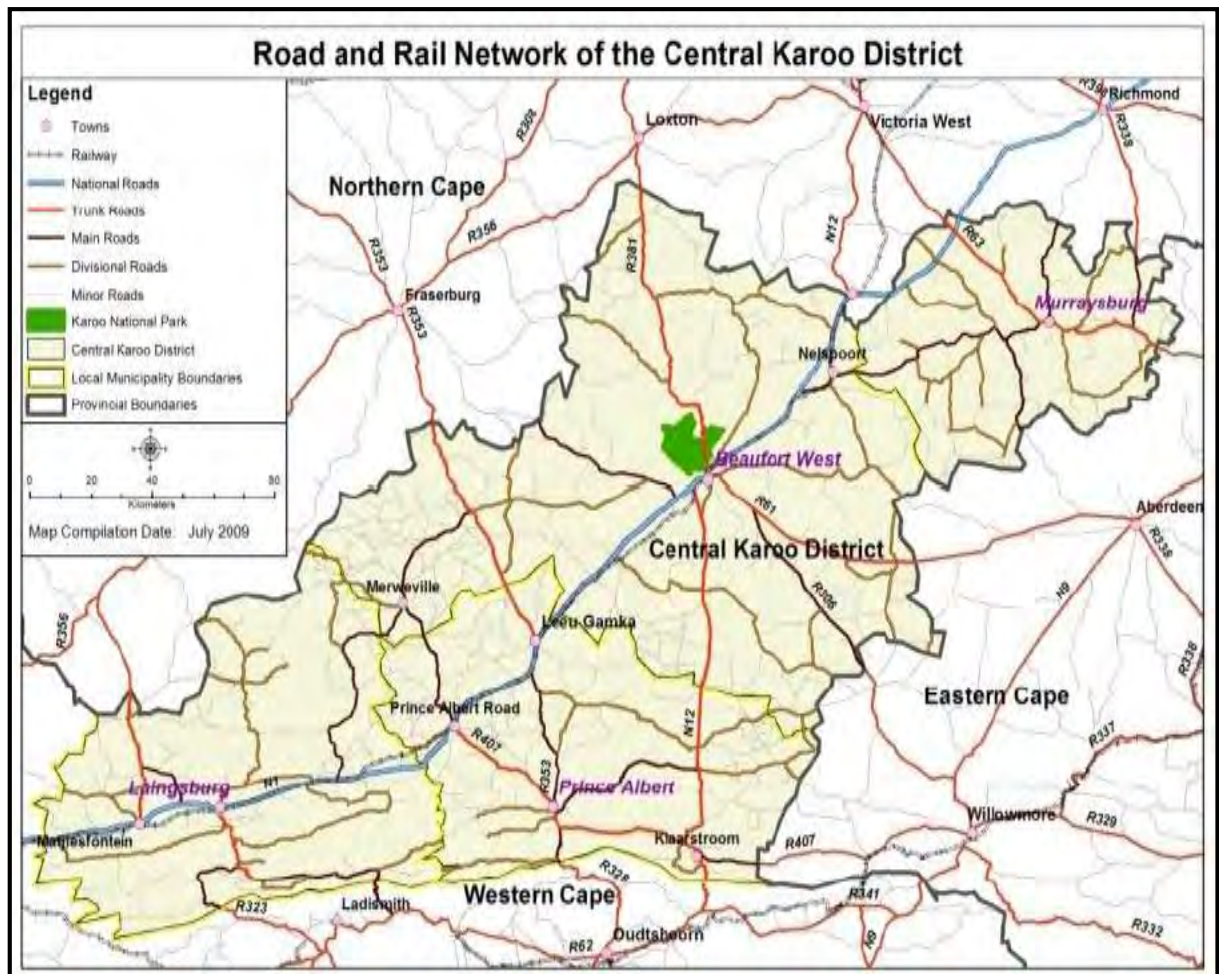 Road and Rail Network of the Central Karoo District
Legend
Towns
Railway
National Roads
Trunk Roads
Main Roads
Divisional Roads
Minor Roads
Karoo National Park
Central Karoo District
Local Municipality Boundaries
Provincial Boundaries
0 20 40 60 80
Kilometers
Map Compilation Date: July 2009
R398
Richmond
R308
Loxton
Victoria West
R338
Northern Cape
R356
N12
R63
R353
R381
Fraserburg
R353
Murraysburg
Nelspoort
Beaufort West
R61
Aberdeen
Central Karoo District
R338
Merweville
R306
N9
R356
Leeu Gamka
R338
Eastern Cape
Prince Albert Road
N12
R407
R337
R353
Laingsburg
N1
Prince Albert
Willowmore
R329
Matjiesfontein
Klaarstroom
R407
R328
Western Cape
R341
R323
Ladismith
R332
Oudtshoorn
R62
N9